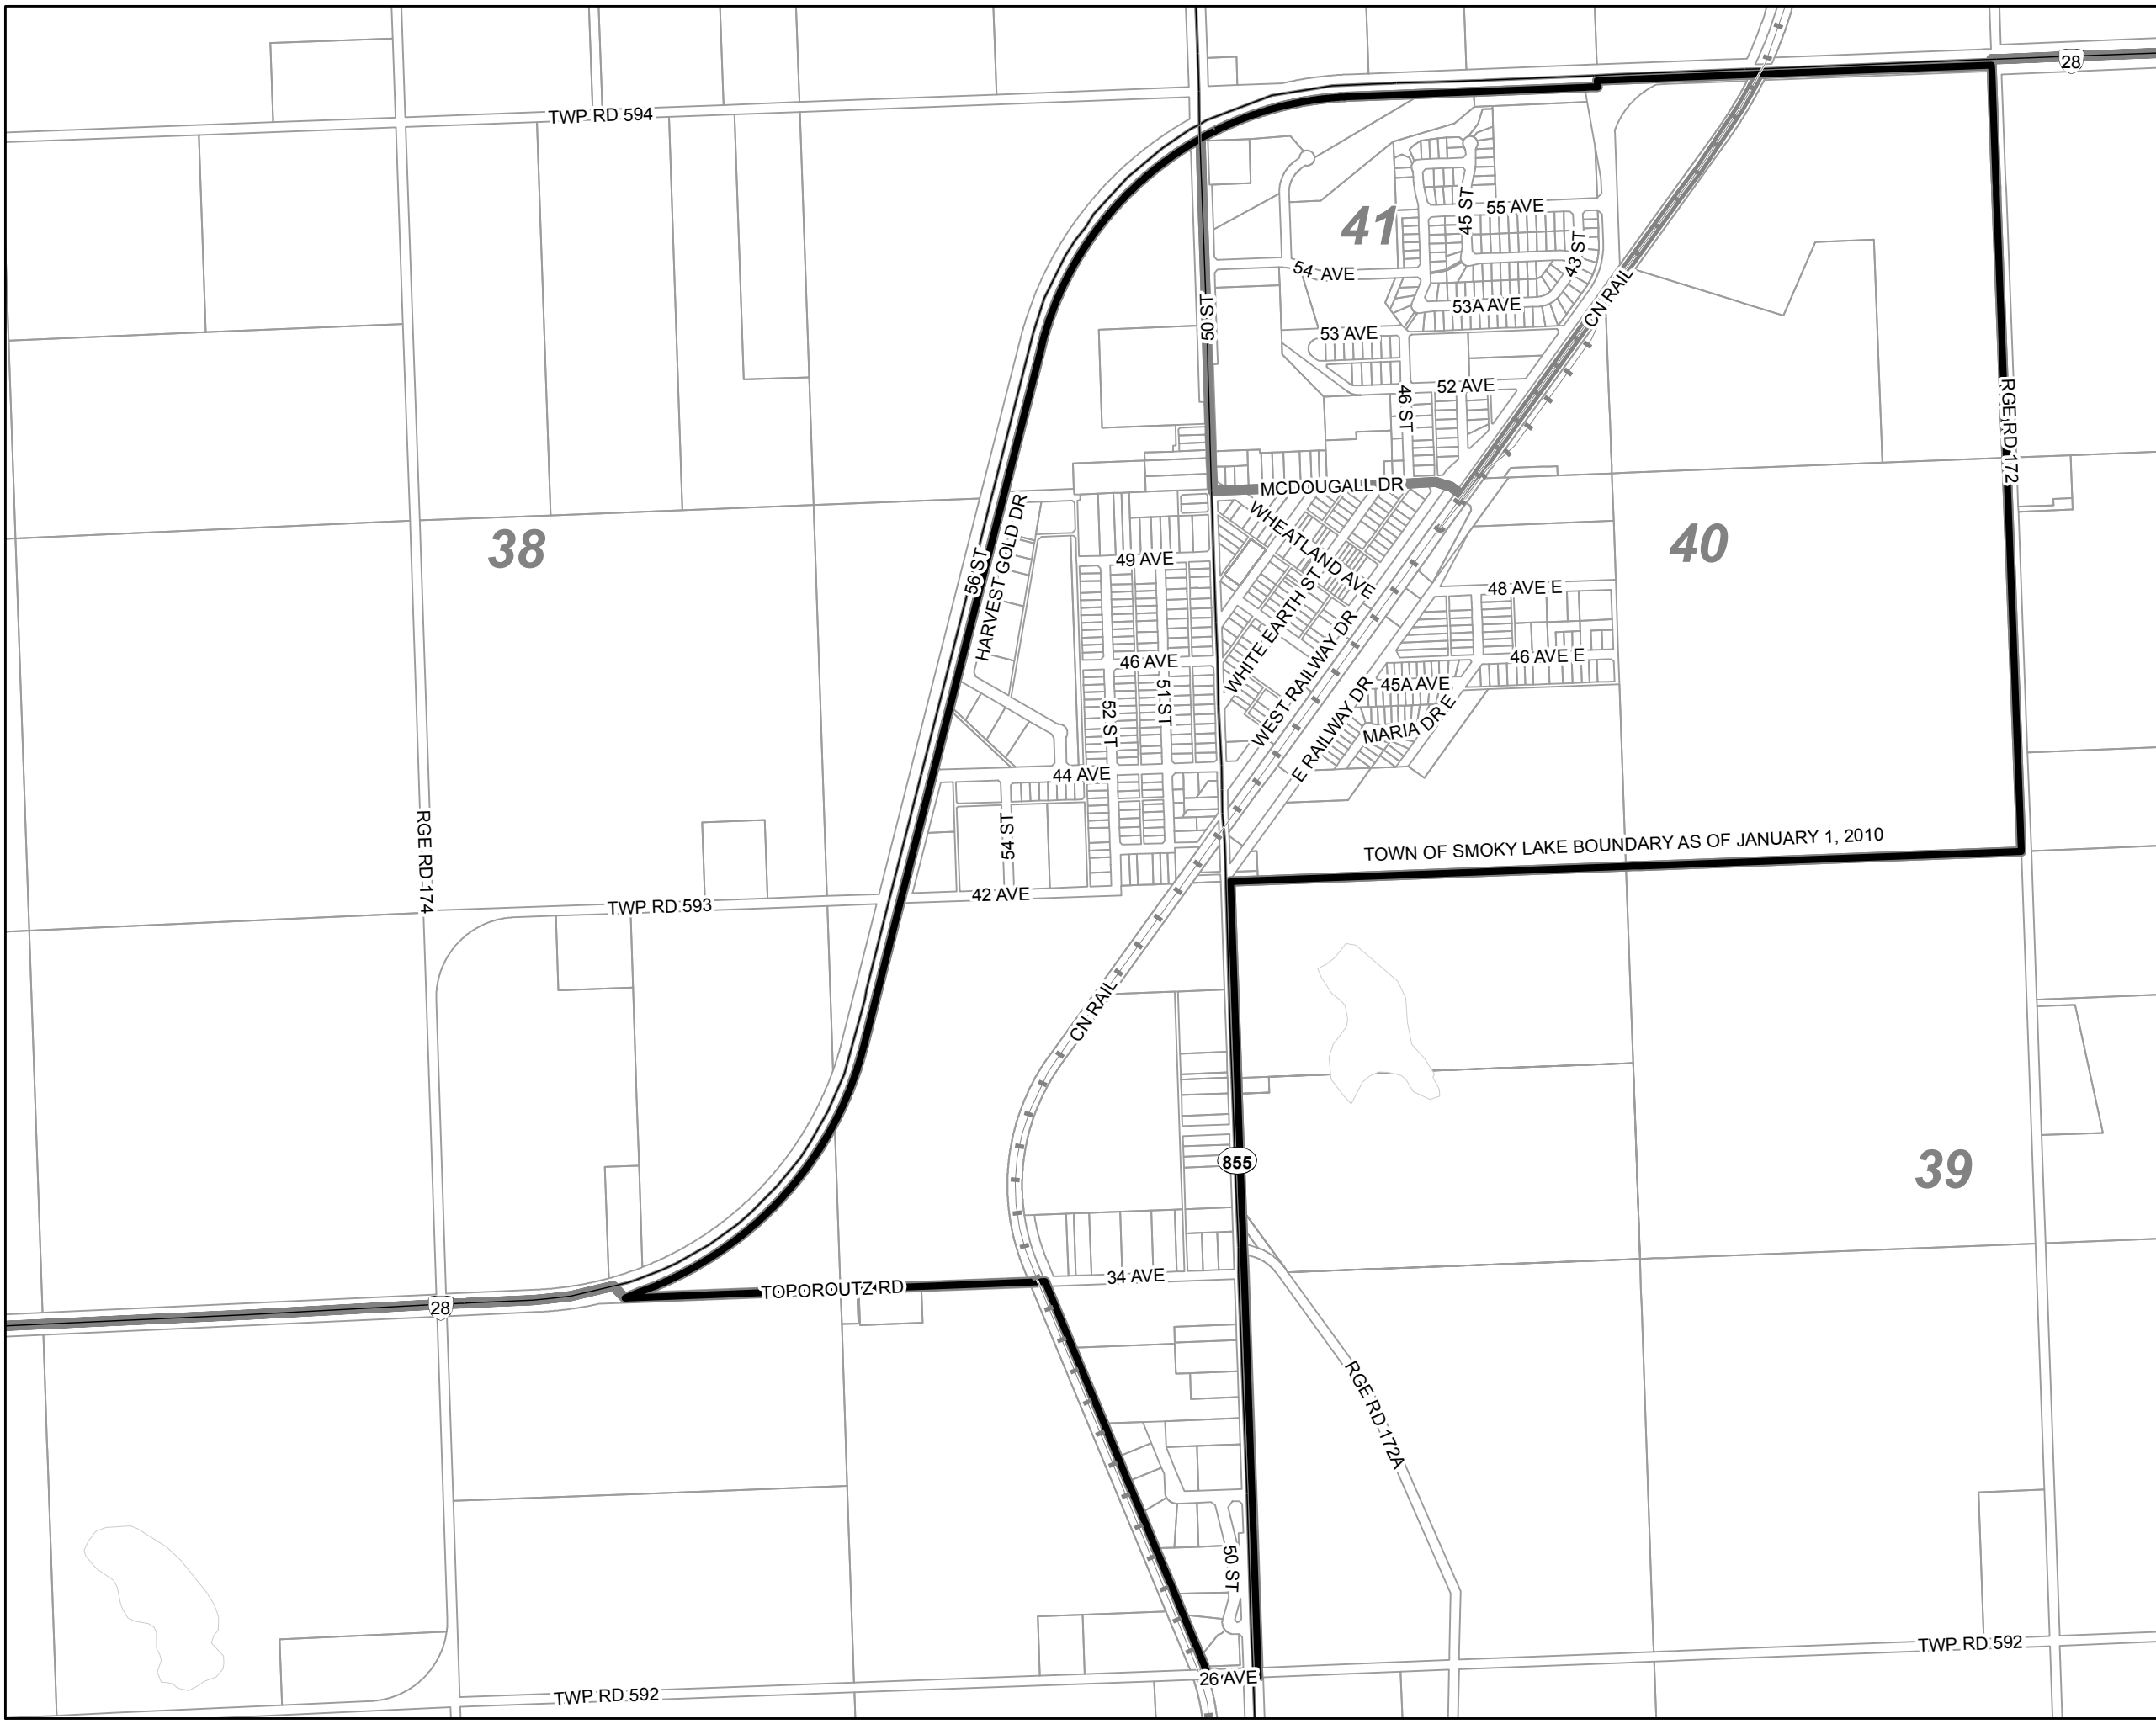 28
TWP RD 594
41
45 ST
55 AVE
43 ST
54 AVE
CN RAIL
53A AVE
50 ST
53 AVE
52 AVE
46 ST
RGE RD 172
MCDOUGALL DR
WHEATLAND AVE
38
40
56 ST
HARVEST GOLD DR
49 AVE
48 AVE E
WHITE EARTH ST
46 AVE
46 AVE E
WEST RAILWAY DR
45A AVE
51 ST
52 ST
MARIA DR E
E RAILWAY DR
44 AVE
54 ST
RGE RD 174
TOWN OF SMOKY LAKE BOUNDARY AS OF JANUARY 1, 2010
42 AVE
TWP RD 593
CN RAIL
855
39
34 AVE
TOPOROUTZ RD
28
RGE RD 172A
50 ST
TWP RD 592
26 AVE
TWP RD 592